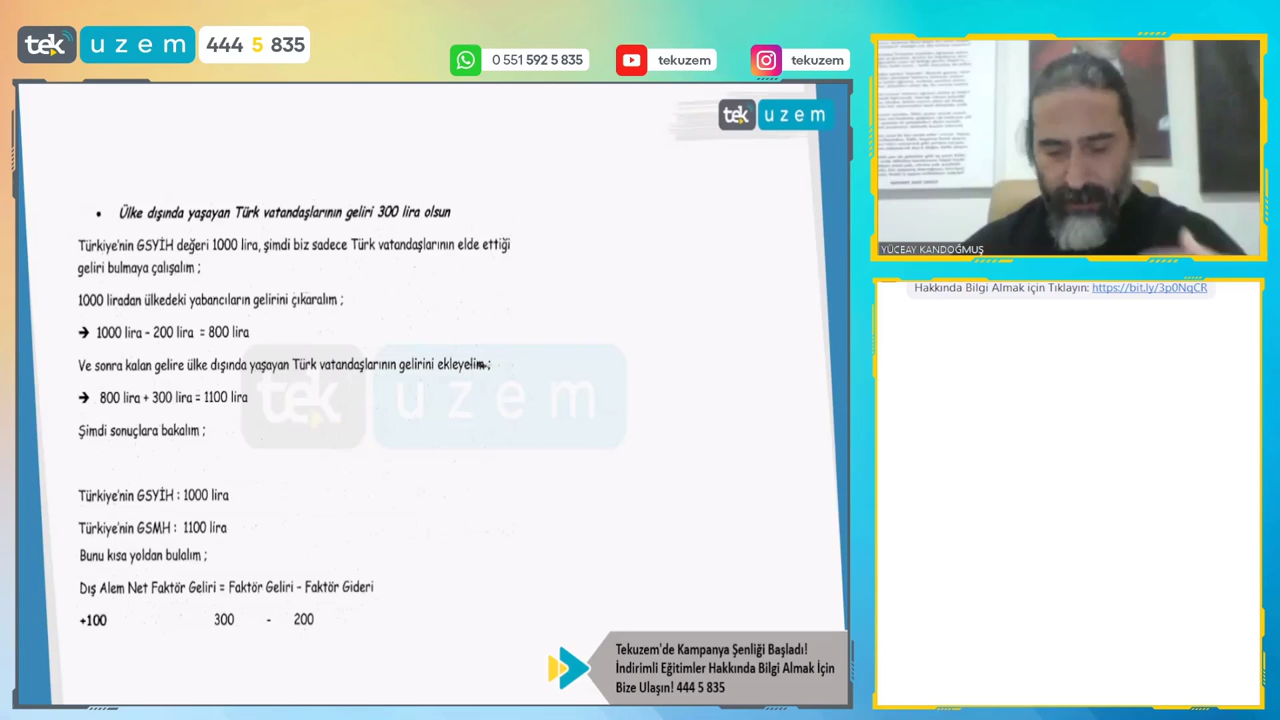 tek uzem 444 5 835
0 551 592 5 835
tekuzem
tekuzem
tek uzem
• Ülke dışında yaşayan Türk vatandaşlarının geliri 300 lira olsun
Türkiye'nin GSYİH değeri 1000 lira, şimdi biz sadece Türk vatandaşlarının elde ettiği
geliri bulmaya çalışalım ;
1000 liradan ülkedeki yabancıların gelirini çıkaralım ;
→ 1000 lira - 200 lira = 800 lira
Ve sonra kalan gelire ülke dışında yaşayan Türk vatandaşlarının gelirini ekleyelim ;
→ 800 lira + 300 lira = 1100 lira
tek uzem
Şimdi sonuçlara bakalım ;
Türkiye'nin GSYİH : 1000 lira
Türkiye'nin GSMH : 1100 lira
Bunu kısa yoldan bulalım ;
Dış Alem Net Faktör Geliri = Faktör Geliri - Faktör Gideri
+100 300 - 200
Tekuzem'de Kampanya Şenliği Başladı!
İndirimli Eğitimler Hakkında Bilgi Almak İçin
Bize Ulaşın! 444 5 835
YÜCEAY KANDOĞMUŞ
Hakkında Bilgi Almak için Tıklayın: https://bit.ly/3p0NqCR